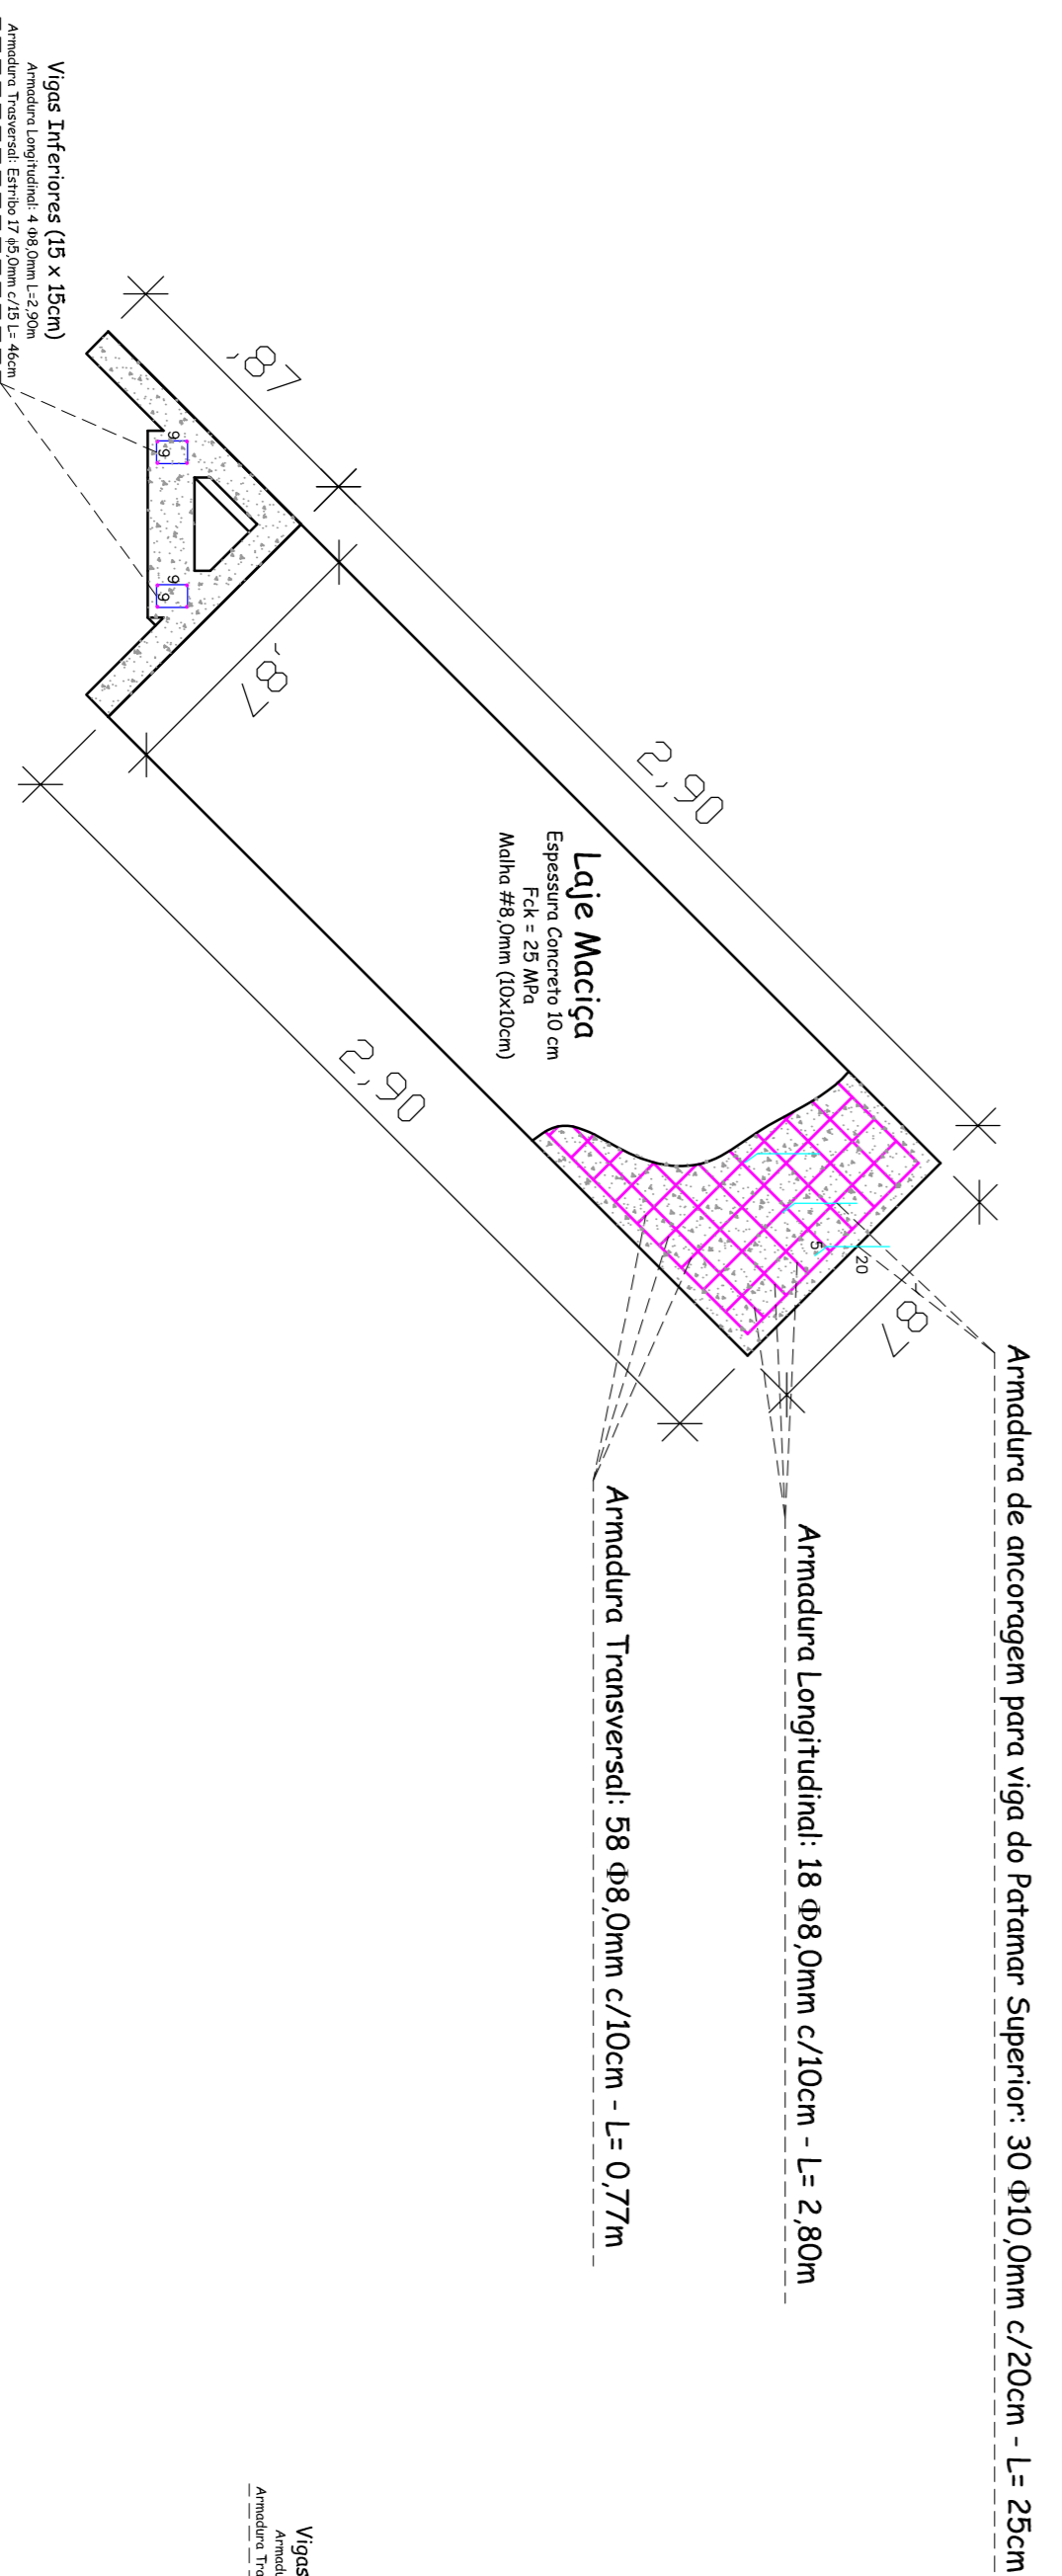 Armadura de ancoragem para viga do Patamar Superior: 30 Φ10,0mm c/20cm - L= 25cm
Armadura Longitudinal: 18 Φ8,0mm c/10cm - L= 2,80m
Armadura Transversal: 58 Φ8,0mm c/10cm - L= 0,77m
,87
20
5
2,90
Laje Maciça
Espessura Concreto 10 cm
Fck = 25 MPa
Malha #8,0mm (10x10cm)
2,90
,87
,87
9
9
9
9
Vigas Inferiores (15 x 15cm)
Armadura Longitudinal: 4 Φ8,0mm L=2,90m
Armadura Trasversal: Estribo 17 ϕ5,0mm c/15 L= 46cm
Vigas